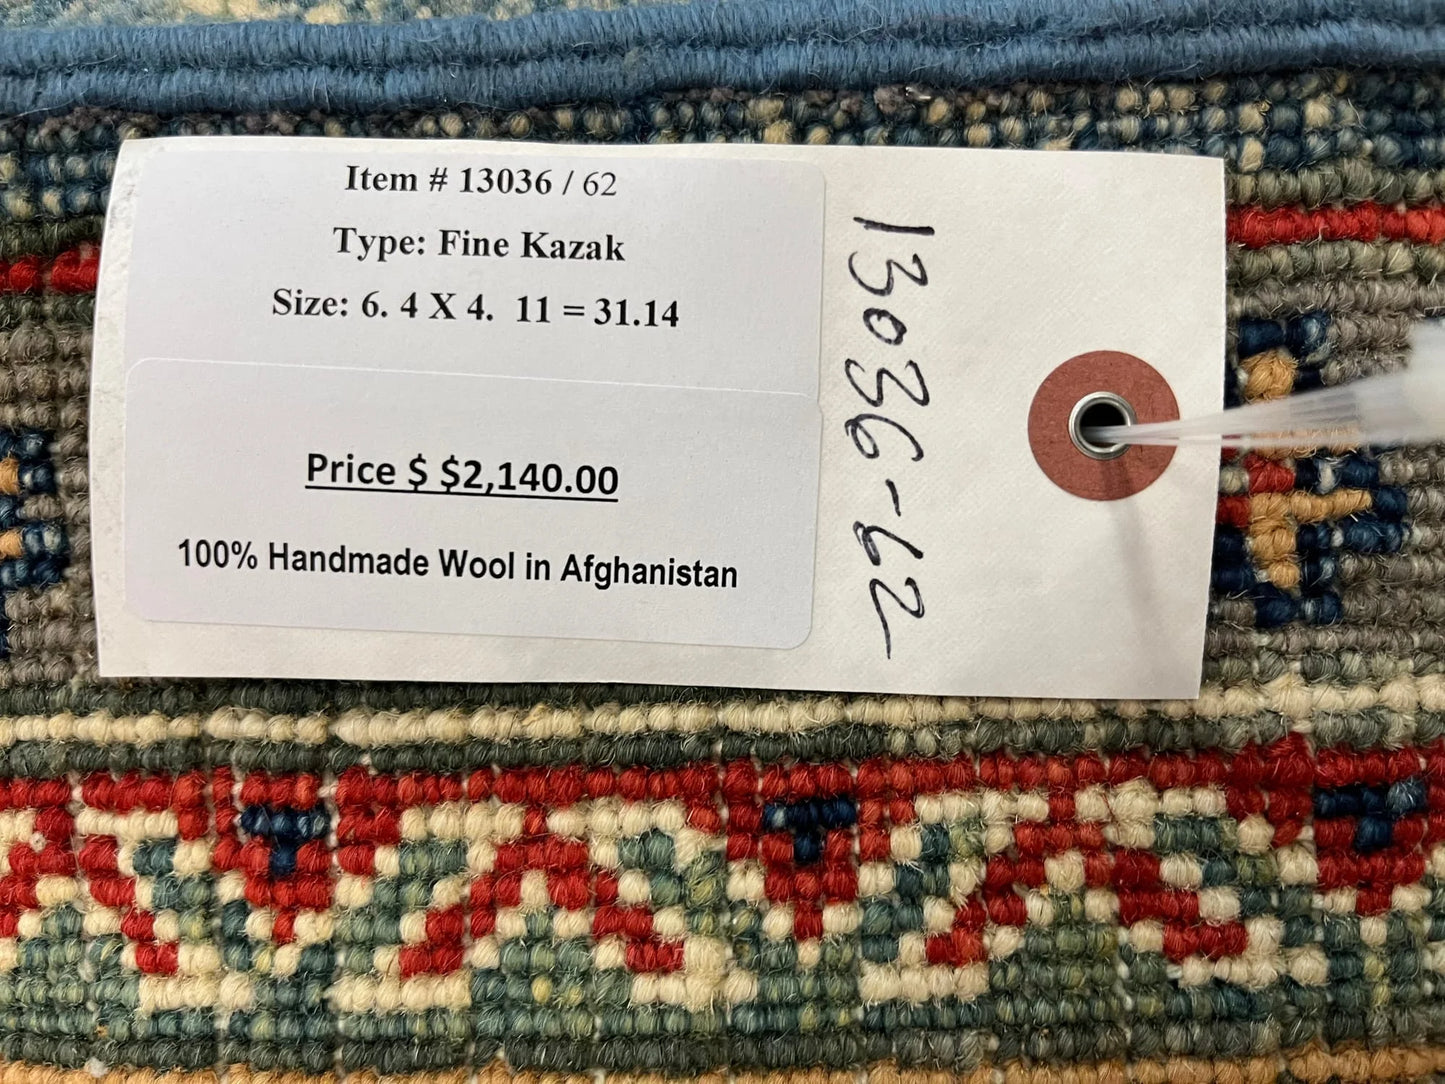 Item # 13036 / 62
Type: Fine Kazak
Size: 6. 4 X 4.  11 = 31.14
Price $ $2,140.00
100% Handmade Wool in Afghanistan
13036-62